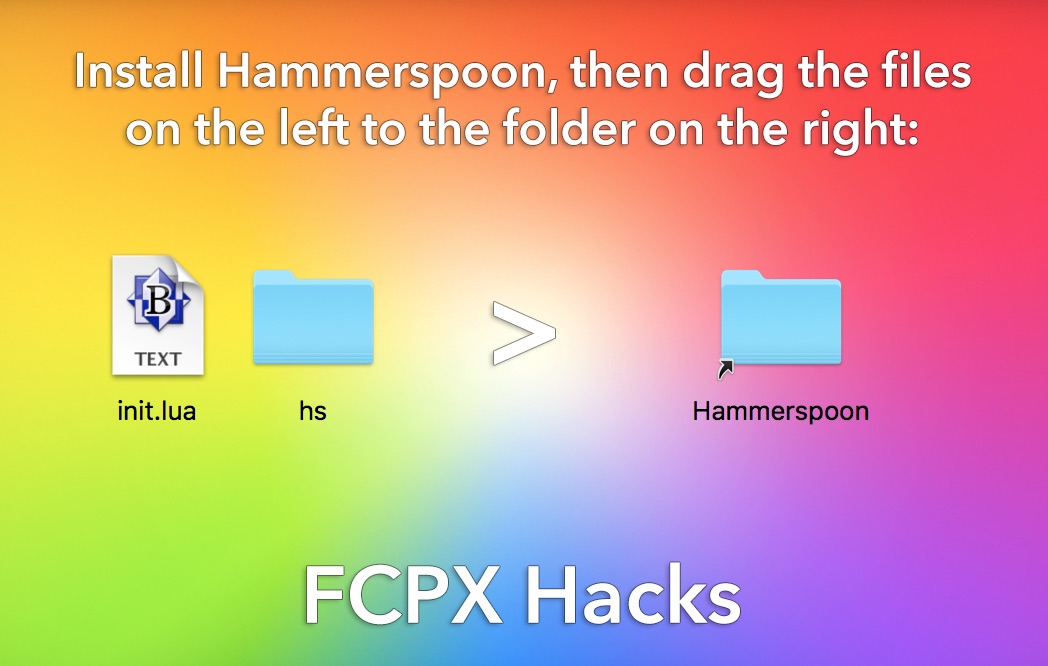 Install Hammerspoon, then drag the files
on the left to the folder on the right:
B
TEXT
>
init.lua
hs
Hammerspoon
FCPX Hacks